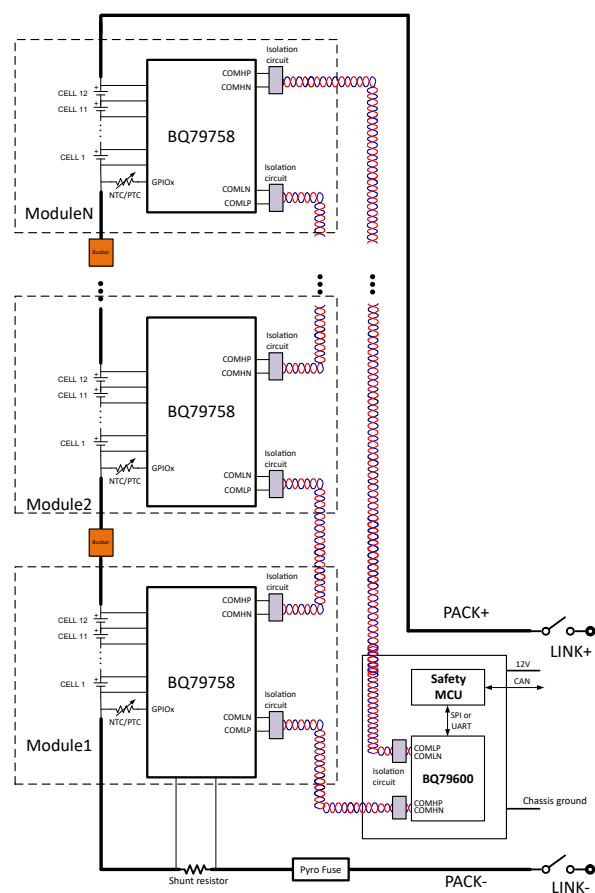 Isolation
circuit
COMHP
COMHN
CELL 12
CELL 11
BQ79758
CELL 1
Isolation
circuit
COMLN
COMLP
GPIOx
NTC/PTC
ModuleN
Busbar
Isolation
circuit
COMHP
COMHN
CELL 12
CELL 11
BQ79758
CELL 1
Isolation
circuit
COMLN
COMLP
GPIOx
NTC/PTC
Module2
Busbar
Isolation
circuit
COMHP
COMHN
CELL 12
CELL 11
BQ79758
CELL 1
Isolation
circuit
COMLN
COMLP
GPIOx
NTC/PTC
Module1
PACK+
LINK+
12V
CAN
Safety
MCU
SPI or
UART
COMLP
COMLN
Isolation
circuit
BQ79600
COMHP
COMHN
Chassis ground
Shunt resistor
Pyro Fuse
PACK-
LINK-